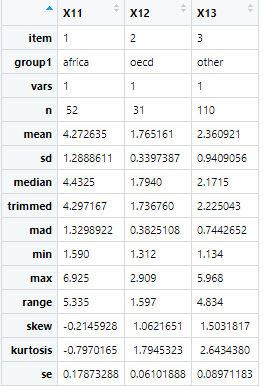 X11 X12 X13
item 1 2 3
group1 africa oecd other
vars 1 1 1
n 52 31 110
mean 4.272635 1.765161 2.360921
sd 1.2888611 0.3397387 0.9409056
median 4.4325 1.7940 2.1715
trimmed 4.297167 1.736760 2.225043
mad 1.3298922 0.3825108 0.7442652
min 1.590 1.312 1.134
max 6.925 2.909 5.968
range 5.335 1.597 4.834
skew -0.2145928 1.0621651 1.5031817
kurtosis -0.7970165 1.7945322 2.6434380
se 0.17873288 0.06101888 0.08971183